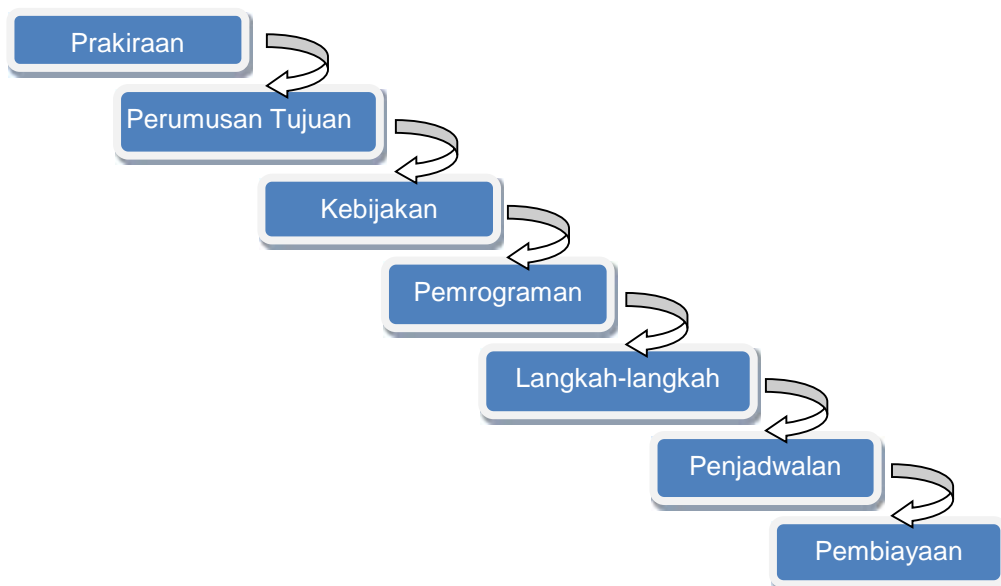 Prakiraan
Perumusan Tujuan
Kebijakan
Pemrograman
Langkah-langkah
Penjadwalan
Pembiayaan